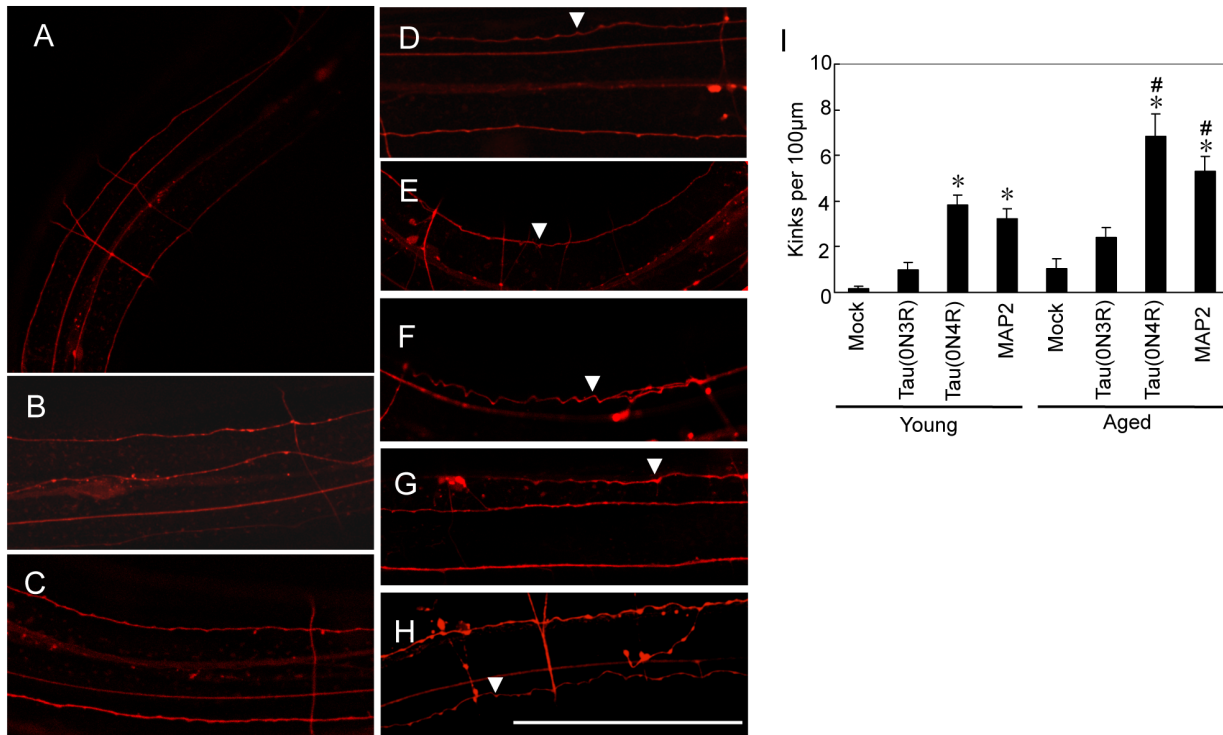 A
B
C
D
E
F
G
H
I
Kinks per 100μm
10
8
6
4
2
0
*
*
#
*
#
*
Mock
Tau(0N3R)
Tau(0N4R)
MAP2
Mock
Tau(0N3R)
Tau(0N4R)
MAP2
Young
Aged